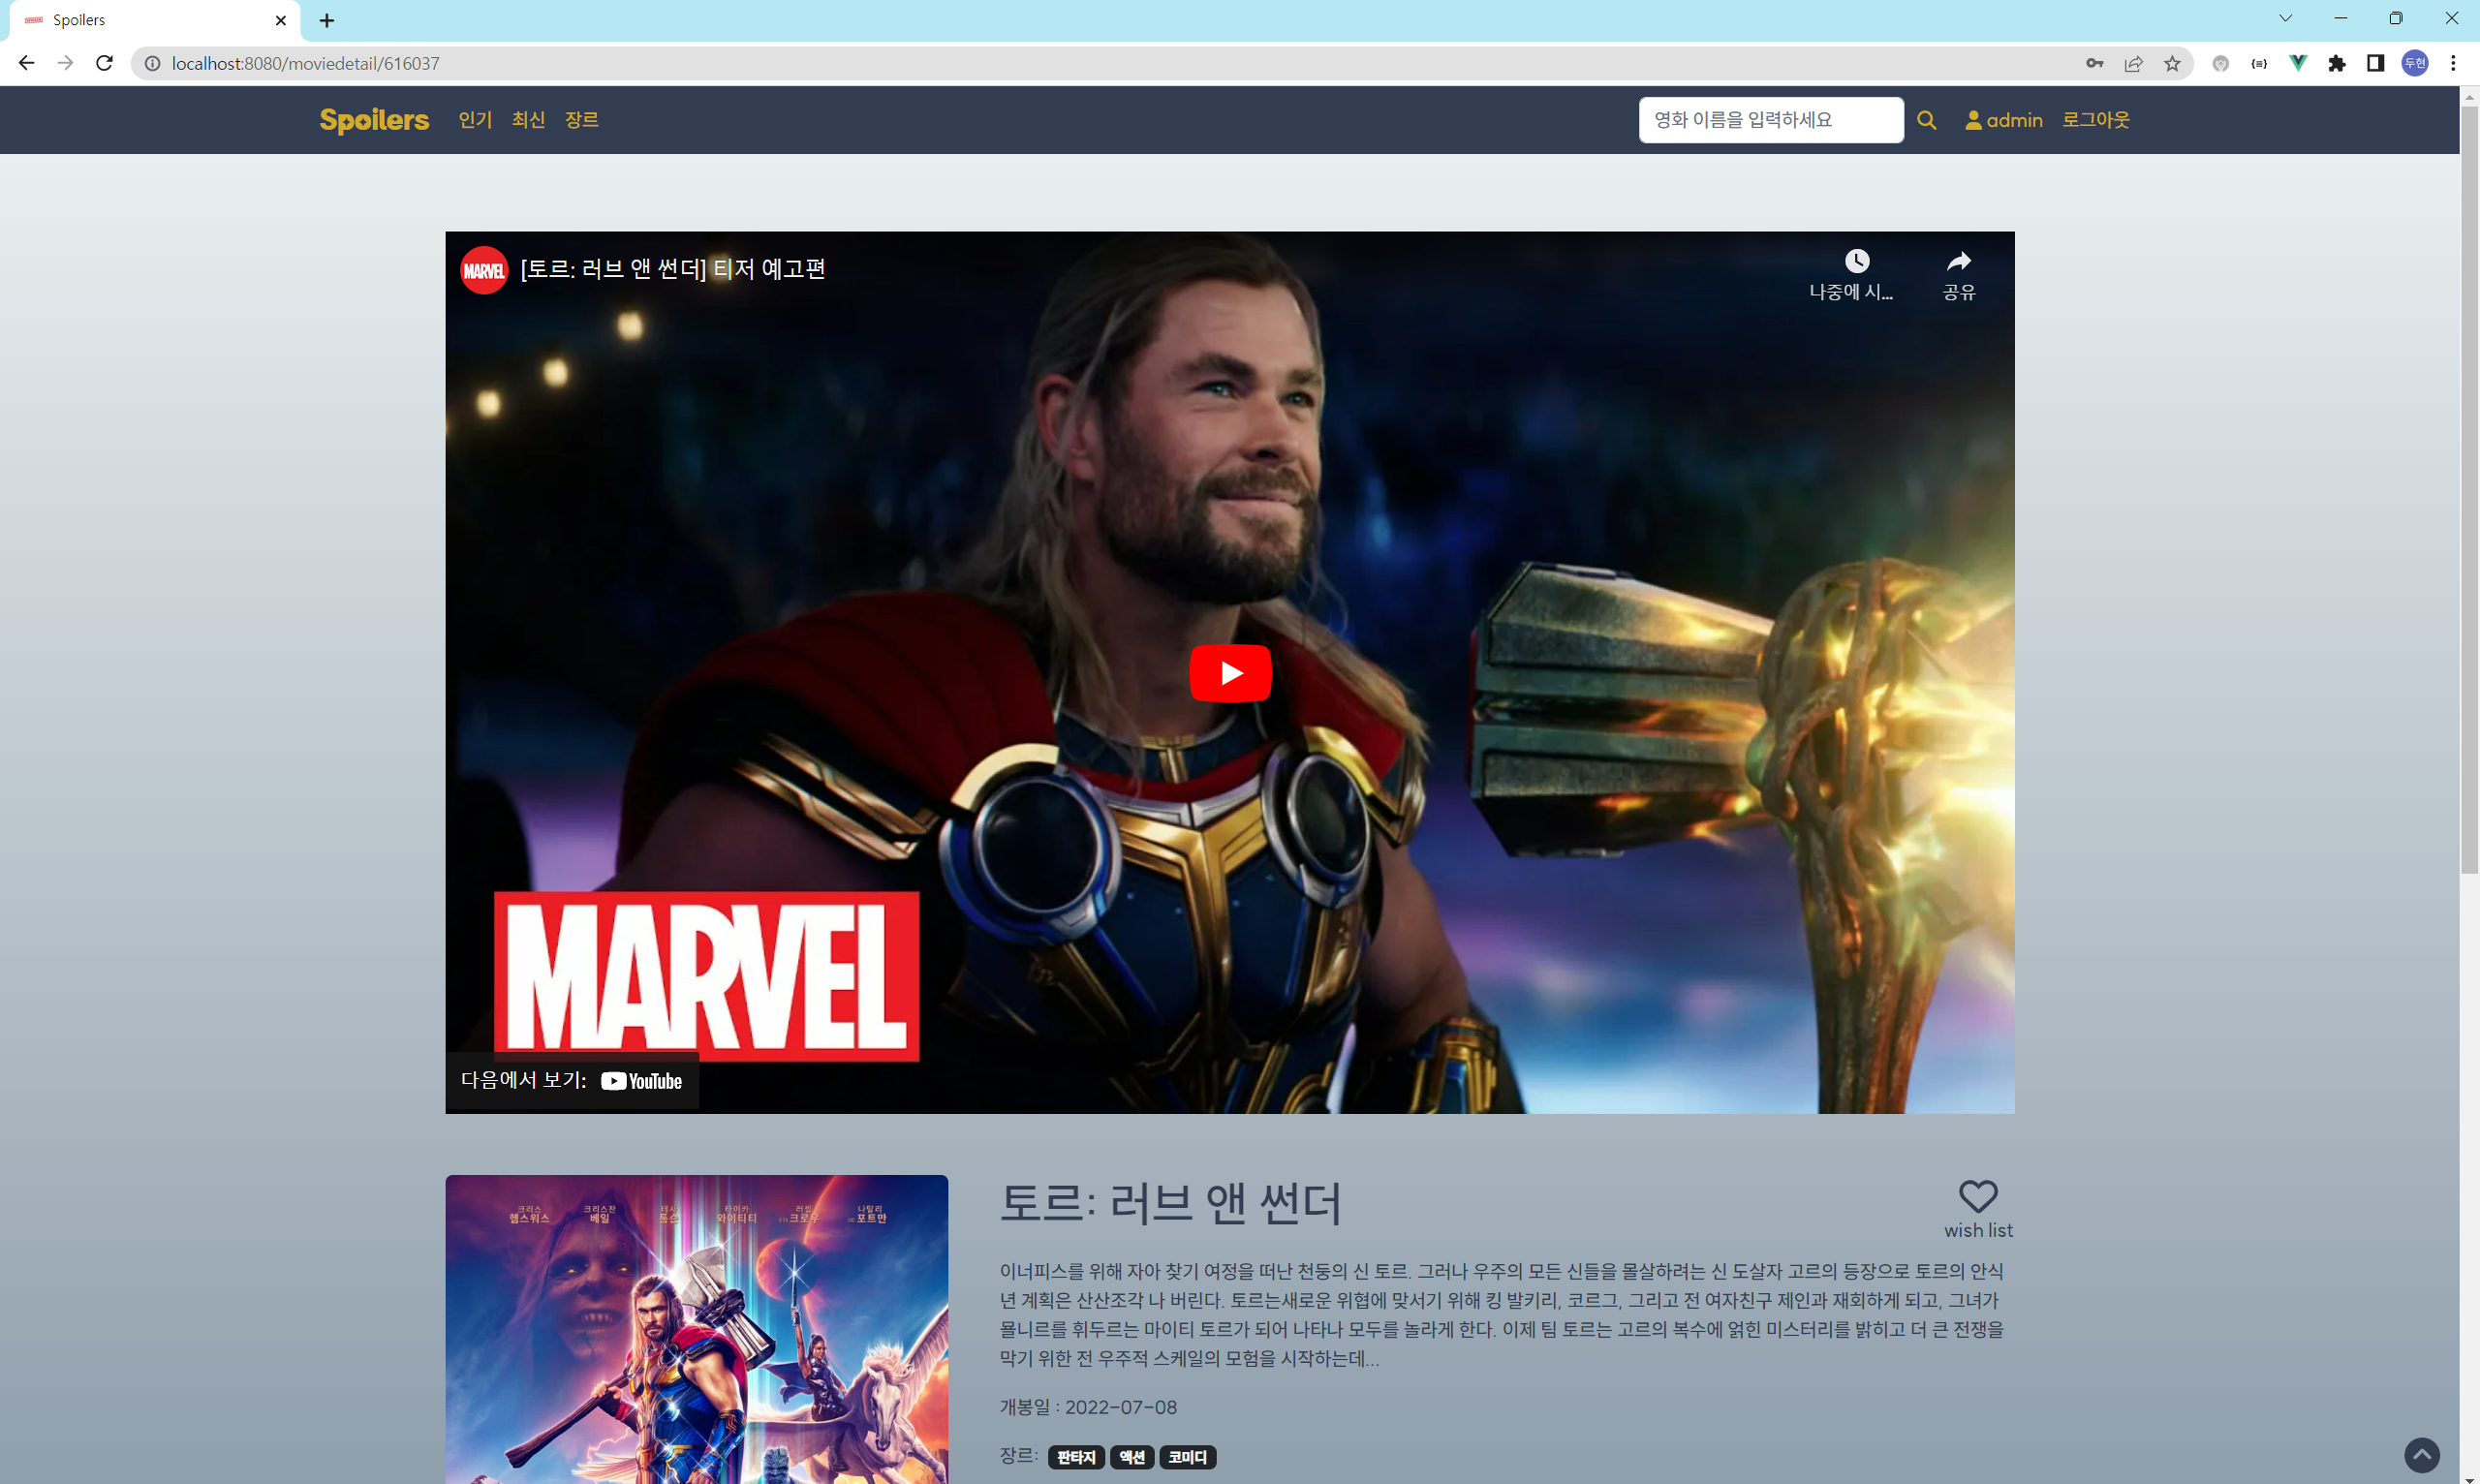 Spoilers
localhost:8080/moviedetail/616037
두현
Spoilers 인기 최신 장르 영화 이름을 입력하세요 admin 로그아웃
MARVEL [토르: 러브 앤 썬더] 티저 예고편
나중에 시... 공유
MARVEL
다음에서 보기: YouTube
크리스 헴스워스 크리스찬 베일 테사 톰슨 타이카 와이티티 러셀 크로우 나탈리 포트만
토르: 러브 앤 썬더
wish list
이너피스를 위해 자아 찾기 여정을 떠난 천둥의 신 토르. 그러나 우주의 모든 신들을 몰살하려는 신 도살자 고르의 등장으로 토르의 안식
년 계획은 산산조각 나 버린다. 토르는새로운 위협에 맞서기 위해 킹 발키리, 코르그, 그리고 전 여자친구 제인과 재회하게 되고, 그녀가
묠니르를 휘두르는 마이티 토르가 되어 나타나 모두를 놀라게 한다. 이제 팀 토르는 고르의 복수에 얽힌 미스터리를 밝히고 더 큰 전쟁을
막기 위한 전 우주적 스케일의 모험을 시작하는데...
개봉일 : 2022-07-08
장르: 판타지 액션 코미디